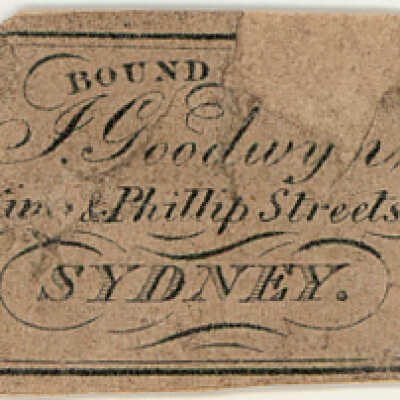 BOUND
J. Goodwyn
& Phillip Streets
SYDNEY.